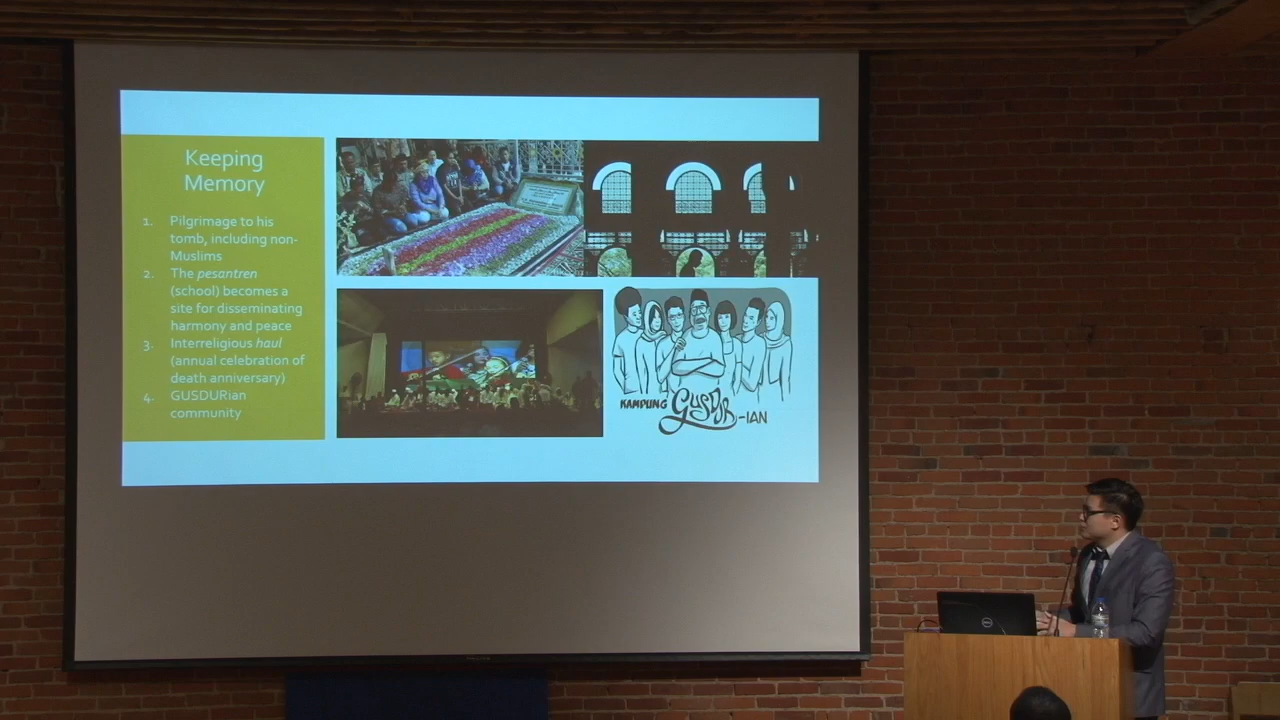 Keeping
Memory
1. Pilgrimage to his
tomb, including non-
Muslims
2. The pesantren
(school) becomes a
site for disseminating
harmony and peace
3. Interreligious haul
(annual celebration of
death anniversary)
4. GUSDURian
community
KAMPUNG GUSDUR-IAN
DELL